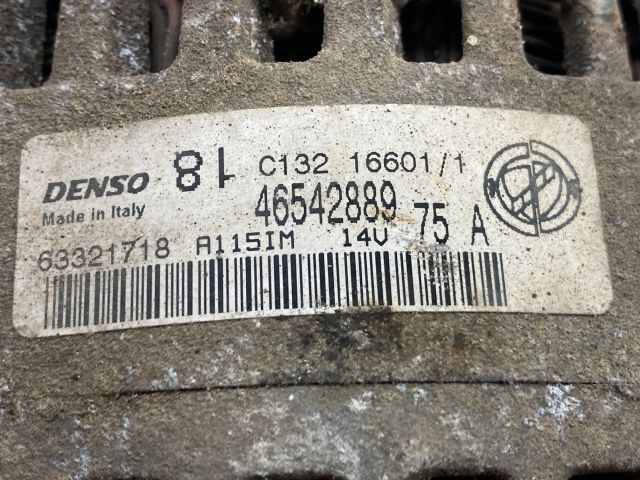 DENSO 81 C132 16601/1
Made in Italy 46542889 75 A
63321718 A115IM 14V